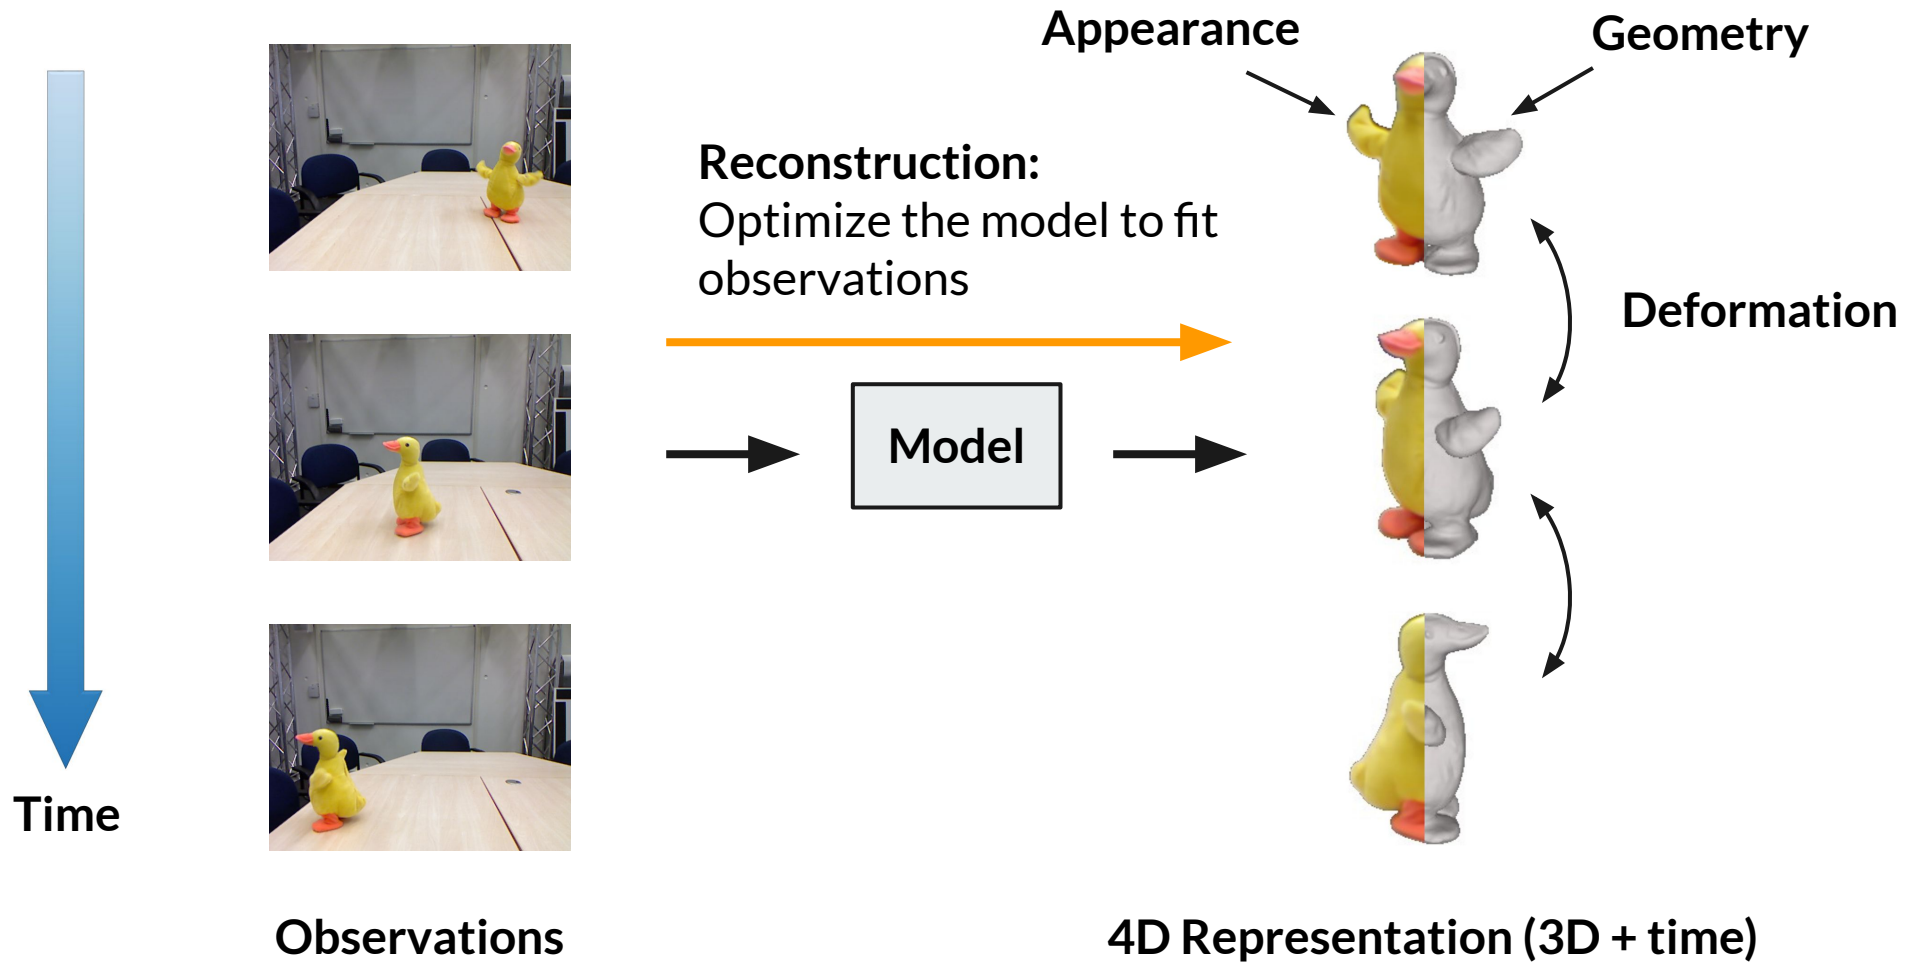 Appearance
Geometry
Reconstruction:
Optimize the model to fit
observations
Deformation
Model
Time
Observations
4D Representation (3D + time)